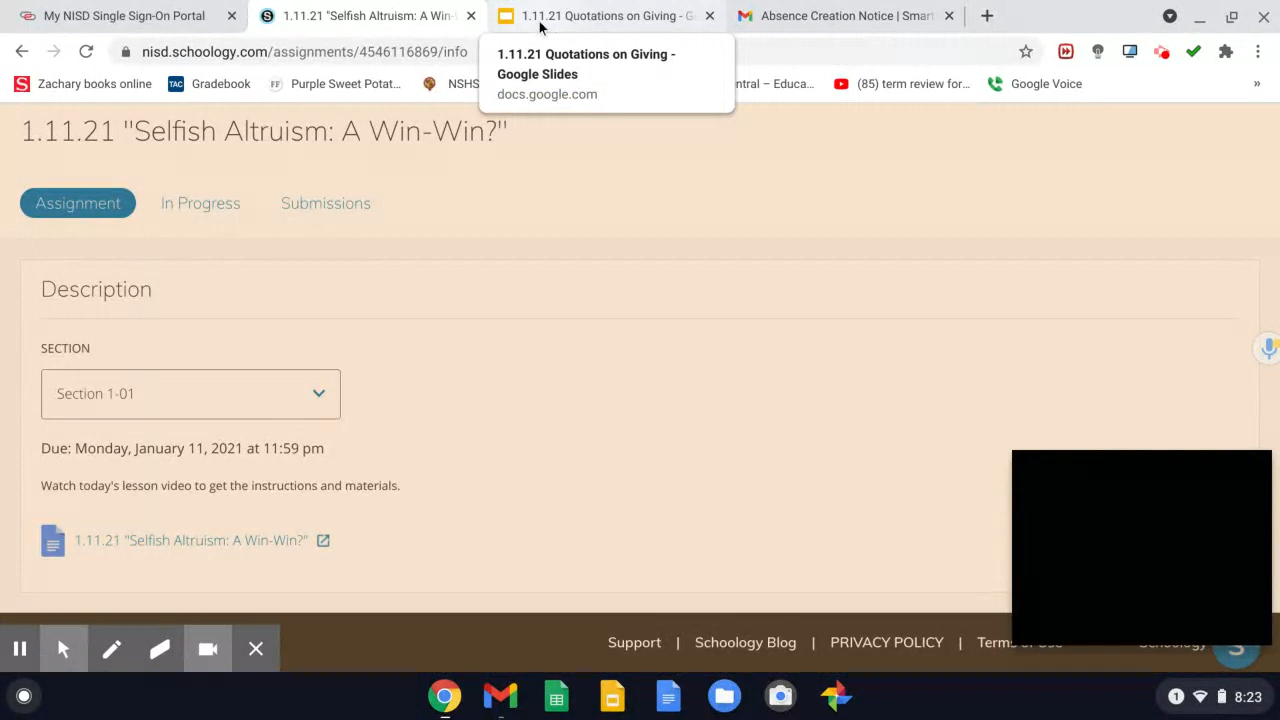 My NISD Single Sign-On Portal
1.11.21 "Selfish Altruism: A Win-
1.11.21 Quotations on Giving - G
Absence Creation Notice | Smar
nisd.schoology.com/assignments/4546116869/info
1.11.21 Quotations on Giving -
Google Slides
docs.google.com
Zachary books online
TAC
Gradebook
FF
Purple Sweet Potat...
NSHS
ntral – Educa...
(85) term review for...
Google Voice
»
1.11.21 "Selfish Altruism: A Win-Win?"
Assignment
In Progress
Submissions
Description
SECTION
Section 1-01
Due: Monday, January 11, 2021 at 11:59 pm
Watch today's lesson video to get the instructions and materials.
1.11.21 "Selfish Altruism: A Win-Win?"
Support | Schoology Blog | PRIVACY POLICY |
1
8:23